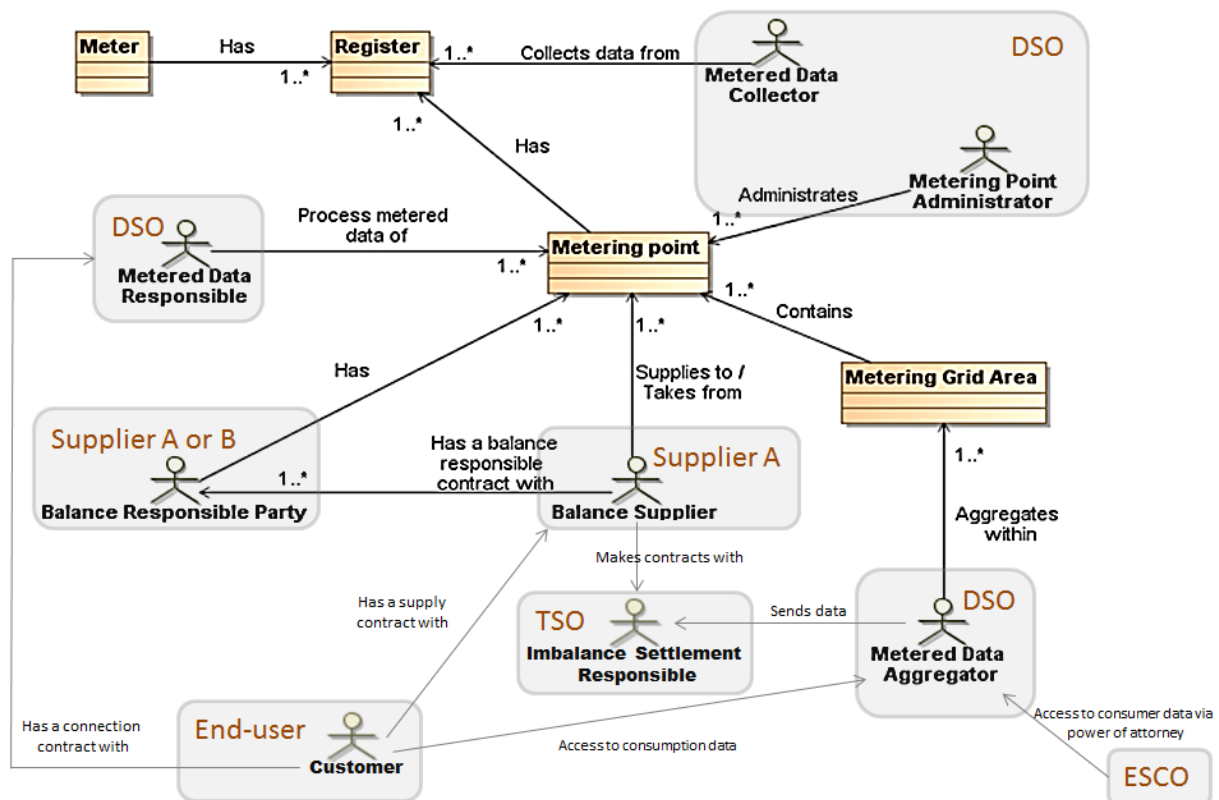 Meter
Has
1..*
Register
1..*
Collects data from
Metered Data
Collector
DSO
1..*
Has
Metering Point
Administrator
Administrates
1..*
DSO
Metered Data
Responsible
Process metered
data of
1..*
Metering point
1..*
1..*
1..*
Contains
Has
Supplies to /
Takes from
Metering Grid Area
1..*
Supplier A or B
Balance Responsible Party
1..*
Has a balance
responsible
contract with
Supplier A
Balance Supplier
Aggregates
within
Makes contracts with
Has a supply
contract with
TSO
Imbalance Settlement
Responsible
Sends data
DSO
Metered Data
Aggregator
Has a connection
contract with
End-user
Customer
Access to consumption data
Access to consumer data via
power of attorney
ESCO